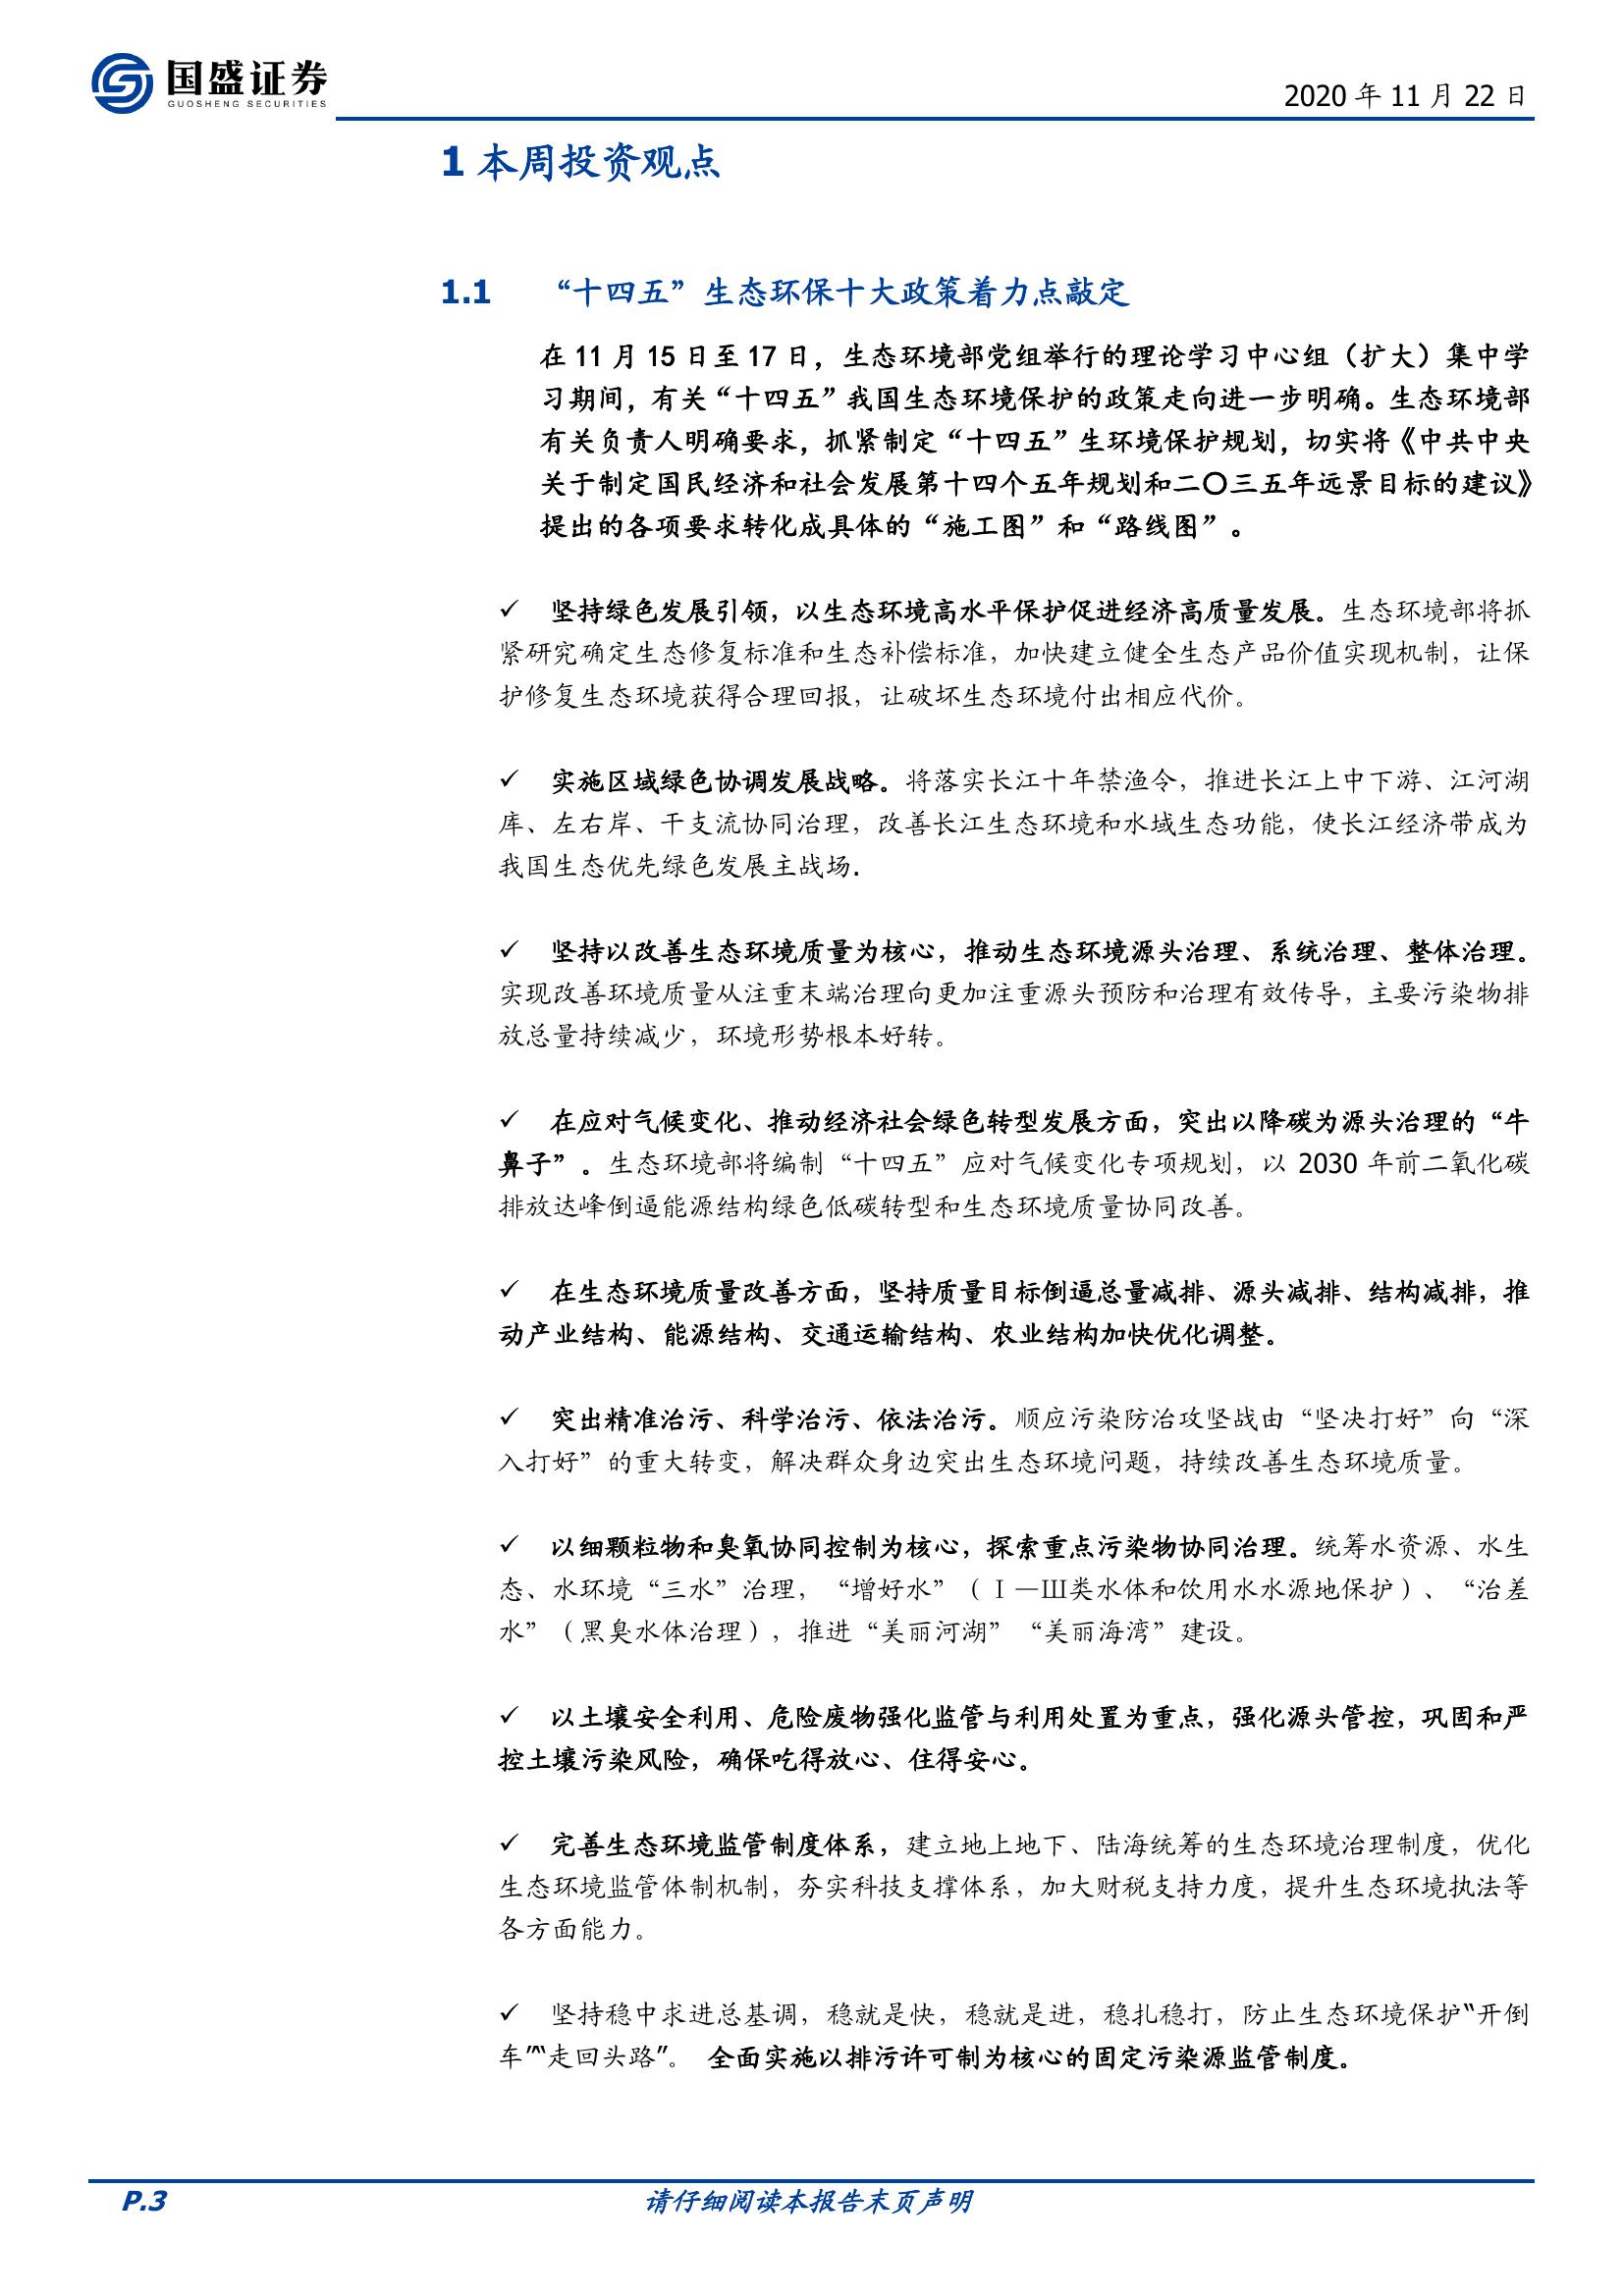 国盛证券
GUOSHENG SECURITIES
2020 年 11 月 22 日
1 本周投资观点
1.1 “十四五”生态环保十大政策着力点敲定
在 11 月 15 日至 17 日，生态环境部党组举行的理论学习中心组（扩大）集中学
习期间，有关“十四五”我国生态环境保护的政策走向进一步明确。生态环境部
有关负责人明确要求，抓紧制定“十四五”生环境保护规划，切实将《中共中央
关于制定国民经济和社会发展第十四个五年规划和二〇三五年远景目标的建议》
提出的各项要求转化成具体的“施工图”和“路线图”。
✓ 坚持绿色发展引领，以生态环境高水平保护促进经济高质量发展。生态环境部将抓
紧研究确定生态修复标准和生态补偿标准，加快建立健全生态产品价值实现机制，让保
护修复生态环境获得合理回报，让破坏生态环境付出相应代价。
✓ 实施区域绿色协调发展战略。将落实长江十年禁渔令，推进长江上中下游、江河湖
库、左右岸、干支流协同治理，改善长江生态环境和水域生态功能，使长江经济带成为
我国生态优先绿色发展主战场.
✓ 坚持以改善生态环境质量为核心，推动生态环境源头治理、系统治理、整体治理。
实现改善环境质量从注重末端治理向更加注重源头预防和治理有效传导，主要污染物排
放总量持续减少，环境形势根本好转。
✓ 在应对气候变化、推动经济社会绿色转型发展方面，突出以降碳为源头治理的“牛
鼻子”。生态环境部将编制“十四五”应对气候变化专项规划，以 2030 年前二氧化碳
排放达峰倒逼能源结构绿色低碳转型和生态环境质量协同改善。
✓ 在生态环境质量改善方面，坚持质量目标倒逼总量减排、源头减排、结构减排，推
动产业结构、能源结构、交通运输结构、农业结构加快优化调整。
✓ 突出精准治污、科学治污、依法治污。顺应污染防治攻坚战由“坚决打好”向“深
入打好”的重大转变，解决群众身边突出生态环境问题，持续改善生态环境质量。
✓ 以细颗粒物和臭氧协同控制为核心，探索重点污染物协同治理。统筹水资源、水生
态、水环境“三水”治理，“增好水”（Ⅰ—Ⅲ类水体和饮用水水源地保护）、“治差
水”（黑臭水体治理），推进“美丽河湖”“美丽海湾”建设。
✓ 以土壤安全利用、危险废物强化监管与利用处置为重点，强化源头管控，巩固和严
控土壤污染风险，确保吃得放心、住得安心。
✓ 完善生态环境监管制度体系，建立地上地下、陆海统筹的生态环境治理制度，优化
生态环境监管体制机制，夯实科技支撑体系，加大财税支持力度，提升生态环境执法等
各方面能力。
✓ 坚持稳中求进总基调，稳就是快，稳就是进，稳扎稳打，防止生态环境保护“开倒
车”“走回头路”。 全面实施以排污许可制为核心的固定污染源监管制度。
P.3
请仔细阅读本报告末页声明